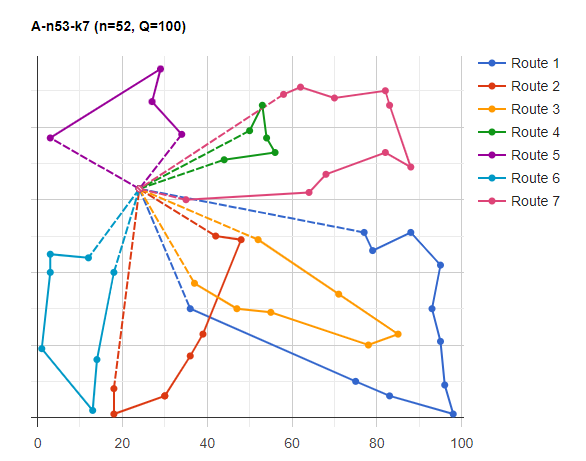 A-n53-k7 (n=52, Q=100)
Route 1
Route 2
Route 3
Route 4
Route 5
Route 6
Route 7
0 20 40 60 80 100